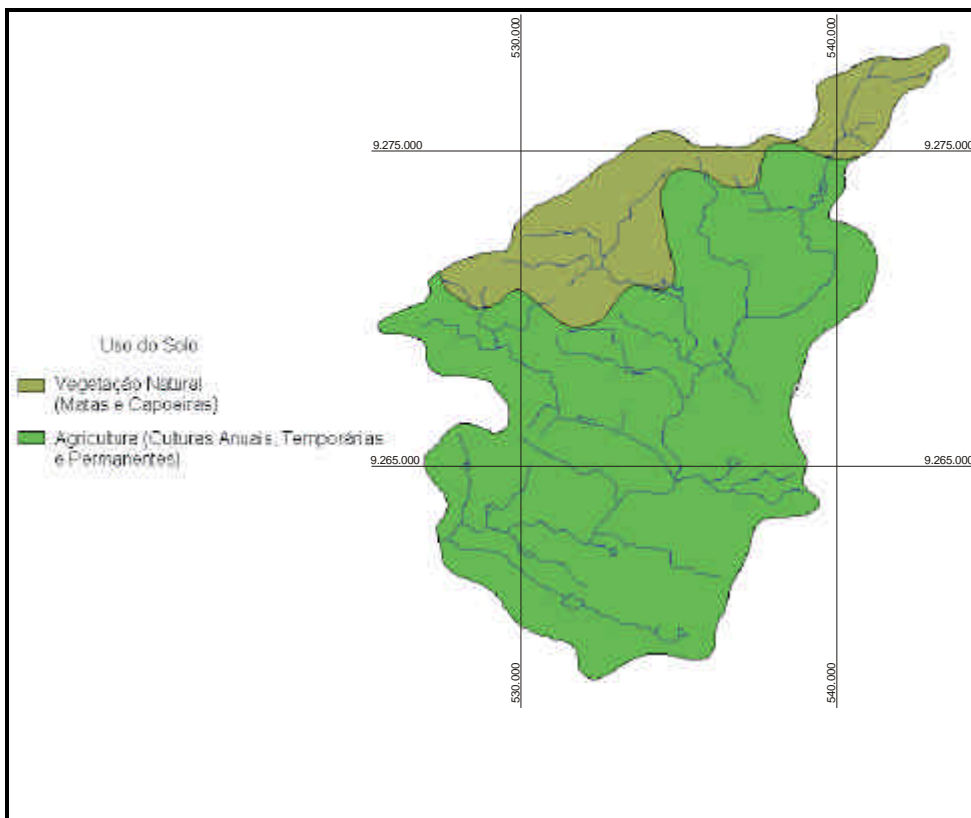 530.000
540.000
9.275.000
9.275.000
Uso do Solo
Vegetação Natural
(Matas e Capoeiras)
Agricultura (Culturas Anuais, Temporárias
e Permanentes)
9.265.000
9.265.000
530.000
540.000